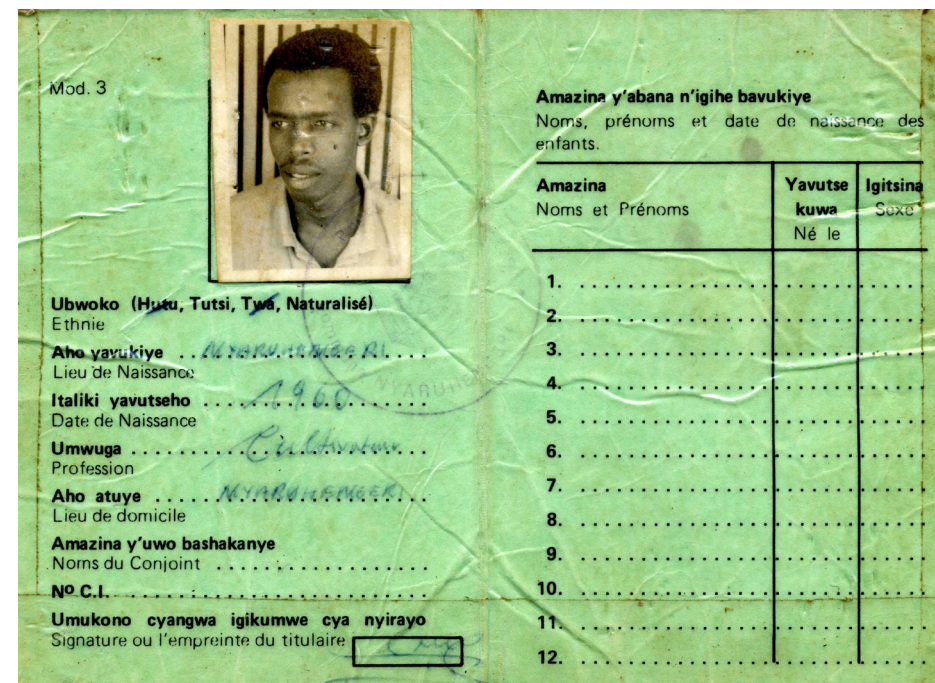 Mod. 3
Ubwoko (Hutu, Tutsi, Twa, Naturalisé)
Ethnie
Aho yavukiye NYARUHENGERI
Lieu de Naissance
Italiki yavutseho 1960
Date de Naissance
Umwuga Cultivateur
Profession
Aho atuye NYARUHENGERI
Lieu de domicile
Amazina y'uwo bashakanye
Noms du Conjoint
Nº C.I.
Umukono cyangwa igikumwe cya nyirayo
Signature ou l'empreinte du titulaire
Amazina y'abana n'igihe bavukiye
Noms, prénoms et date de naissance des
enfants.
Amazina
Noms et Prénoms
Yavutse
kuwa
Né le
Igitsina
Sexe
1.
2.
3.
4.
5.
6.
7.
8.
9.
10.
11.
12.